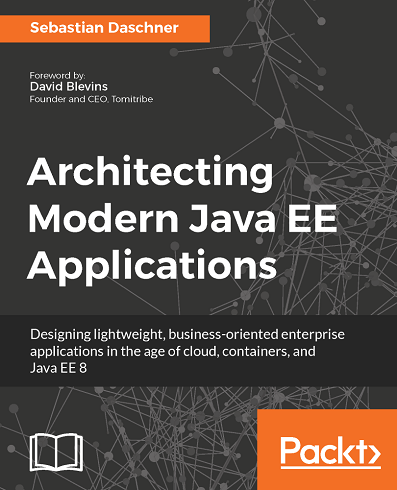 Sebastian Daschner
Foreword by:
David Blevins
Founder and CEO, Tomitribe
Architecting
Modern Java EE
Applications
Designing lightweight, business-oriented enterprise
applications in the age of cloud, containers, and
Java EE 8
Packt>